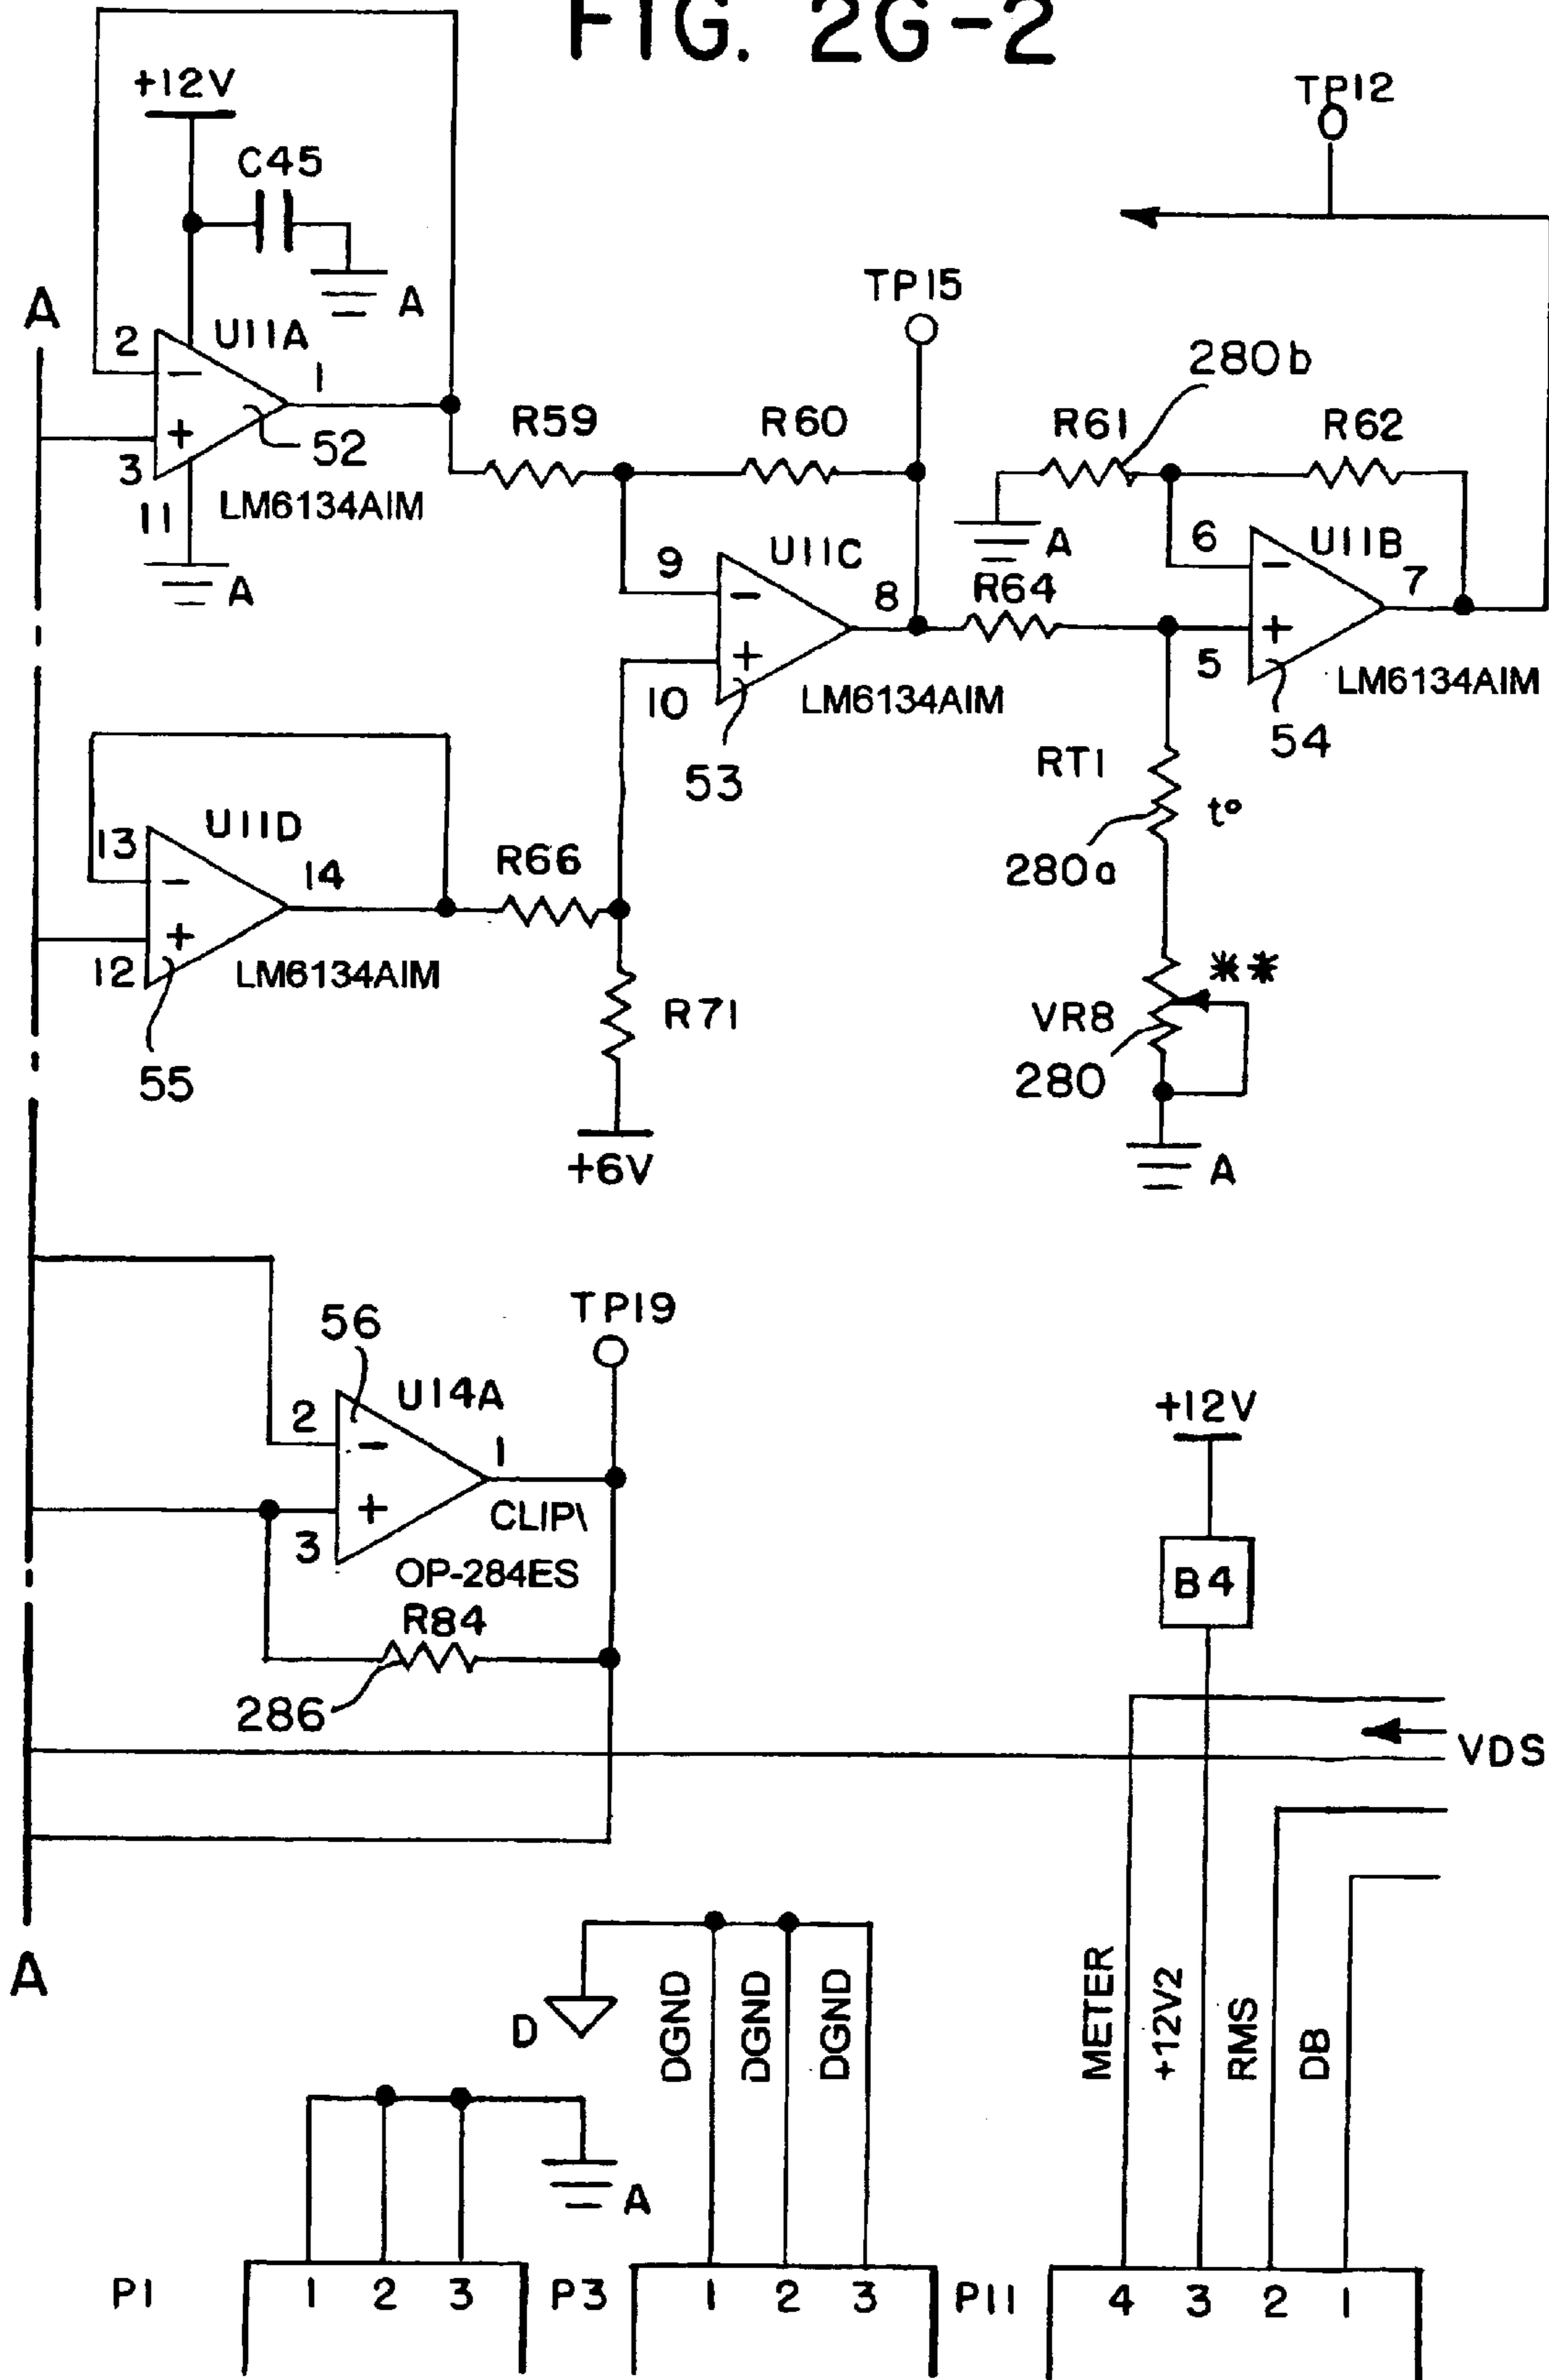 FIG. 2G-2
+12V
TP12
C45
A
A
TP15
2
U11A
1
280b
R59
R60
R61
R62
+
3
52
11
LM6134AIM
A
A
9
U11C
8
R64
6
U11B
7
-
-
+
10
+
5
LM6134AIM
LM6134AIM
53
54
RT1
t°
280a
13
U11D
14
R66
-
+
12
LM6134AIM
**
R71
VR8
280
55
+6V
A
56
TP19
2
U14A
1
+12V
-
+
3
CLIP\
OP-284ES
B4
R84
286
VDS
A
D
DGND
DGND
DGND
METER
+12V2
RMS
DB
A
P1
1
2
3
P3
1
2
3
P11
4
3
2
1